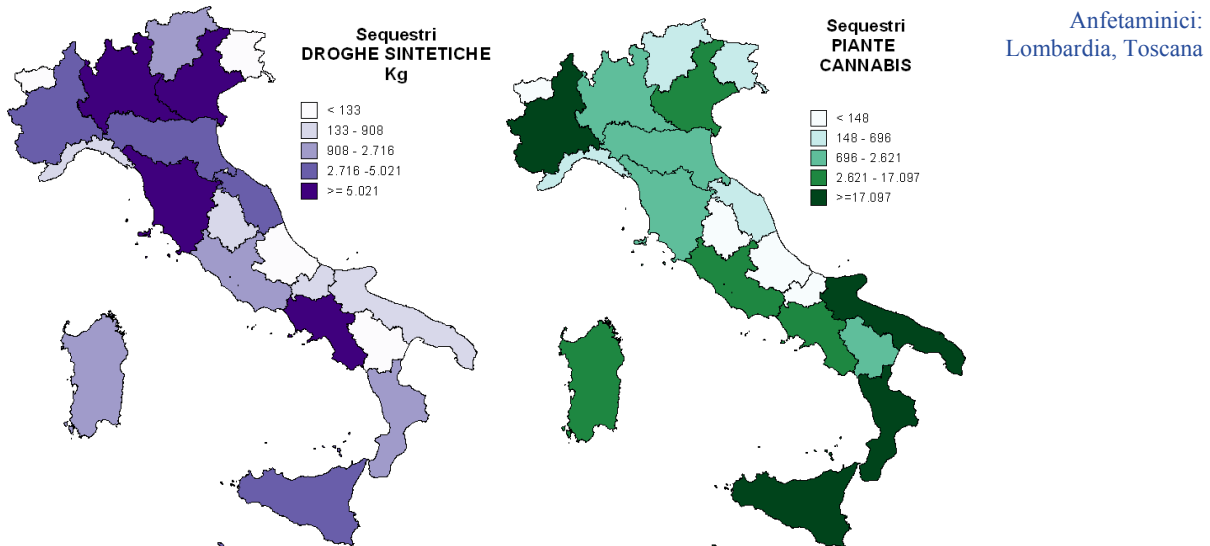 Sequestri
DROGHE SINTETICHE
Kg
< 133
133 - 908
908 - 2.716
2.716 -5.021
>= 5.021
Sequestri
PIANTE
CANNABIS
< 148
148 - 696
696 - 2.621
2.621 - 17.097
>=17.097
Anfetaminici:
Lombardia, Toscana